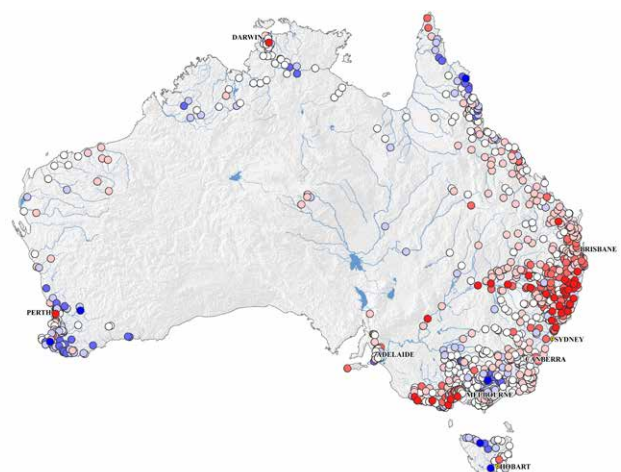 DARWIN
BRISBANE
PERTH
SYDNEY
ADELAIDE
CANBERRA
MELBOURNE
HOBART